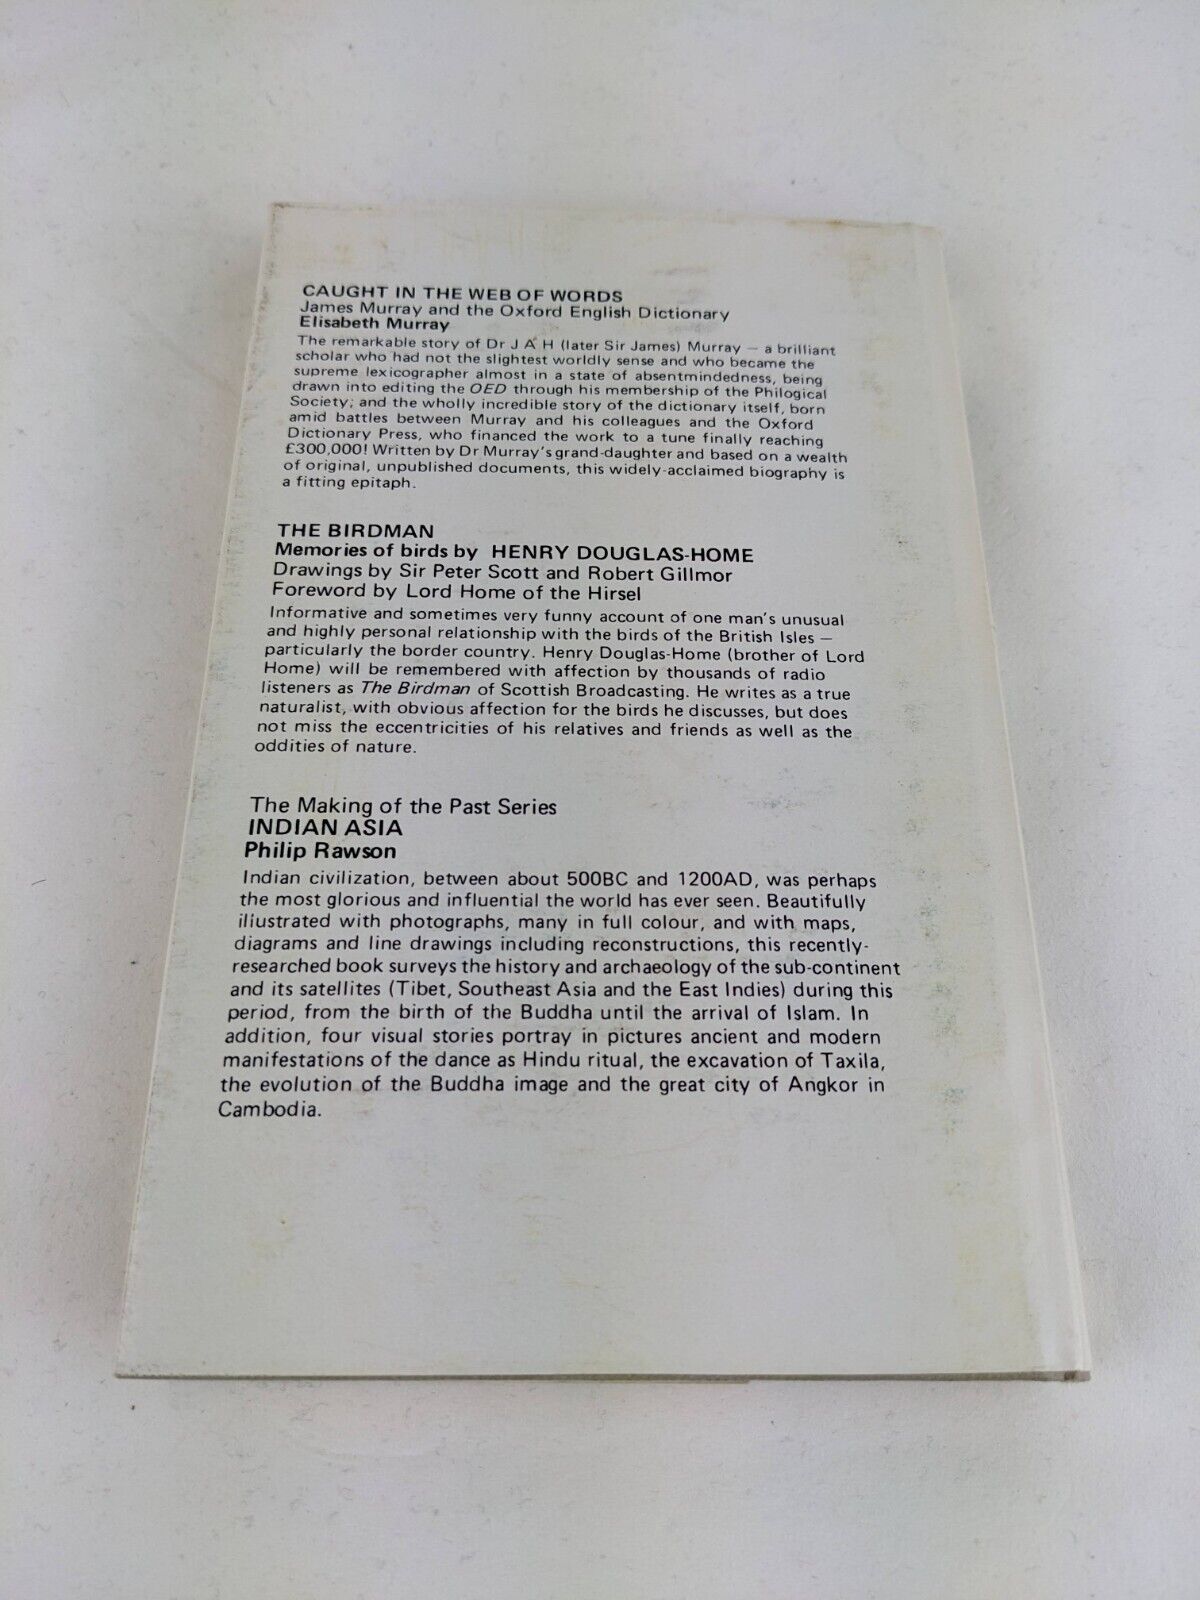 CAUGHT IN THE WEB OF WORDS
James Murray and the Oxford English Dictionary
Elisabeth Murray
The remarkable story of Dr J A H (later Sir James) Murray — a brilliant
scholar who had not the slightest worldly sense and who became the
supreme lexicographer almost in a state of absentmindedness, being
drawn into editing the OED through his membership of the Philogical
Society; and the wholly incredible story of the dictionary itself, born
amid battles between Murray and his colleagues and the Oxford
Dictionary Press, who financed the work to a tune finally reaching
£300,000! Written by Dr Murray's grand-daughter and based on a wealth
of original, unpublished documents, this widely-acclaimed biography is
a fitting epitaph.
THE BIRDMAN
Memories of birds by HENRY DOUGLAS-HOME
Drawings by Sir Peter Scott and Robert Gillmor
Foreword by Lord Home of the Hirsel
Informative and sometimes very funny account of one man's unusual
and highly personal relationship with the birds of the British Isles —
particularly the border country. Henry Douglas-Home (brother of Lord
Home) will be remembered with affection by thousands of radio
listeners as The Birdman of Scottish Broadcasting. He writes as a true
naturalist, with obvious affection for the birds he discusses, but does
not miss the eccentricities of his relatives and friends as well as the
oddities of nature.
The Making of the Past Series
INDIAN ASIA
Philip Rawson
Indian civilization, between about 500BC and 1200AD, was perhaps
the most glorious and influential the world has ever seen. Beautifully
illustrated with photographs, many in full colour, and with maps,
diagrams and line drawings including reconstructions, this recently-
researched book surveys the history and archaeology of the sub-continent
and its satellites (Tibet, Southeast Asia and the East Indies) during this
period, from the birth of the Buddha until the arrival of Islam. In
addition, four visual stories portray in pictures ancient and modern
manifestations of the dance as Hindu ritual, the excavation of Taxila,
the evolution of the Buddha image and the great city of Angkor in
Cambodia.